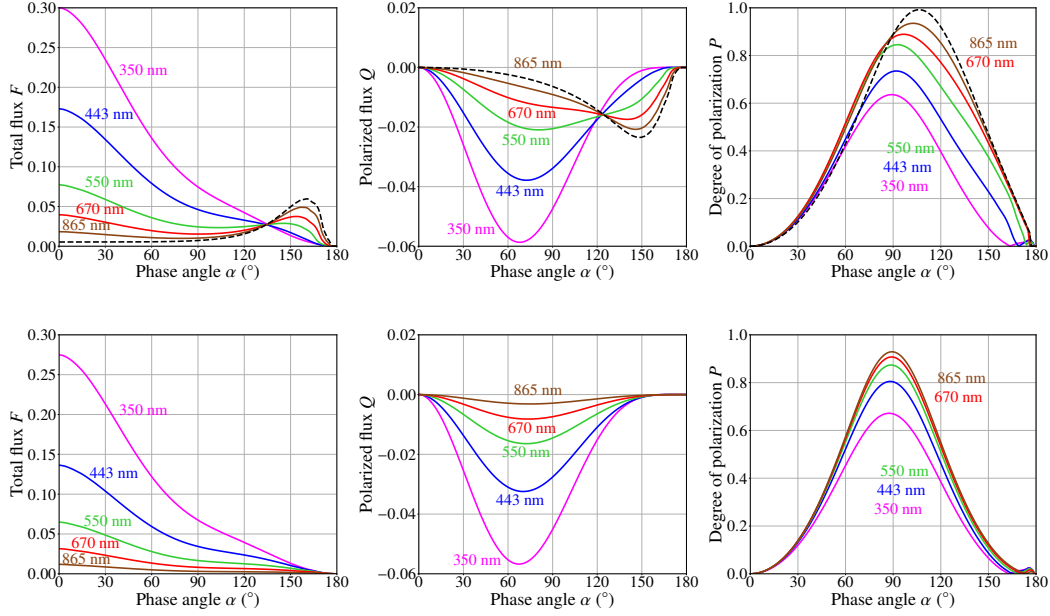 0.30
0.25
0.20
0.15
0.10
0.05
0.00
Total flux F
350 nm
443 nm
550 nm
670 nm
865 nm
0 30 60 90 120 150 180
Phase angle α (°)
0.02
0.00
−0.02
−0.04
−0.06
Polarized flux Q
865 nm
670 nm
550 nm
443 nm
350 nm
0 30 60 90 120 150 180
Phase angle α (°)
1.0
0.8
0.6
0.4
0.2
0.0
Degree of polarization P
865 nm
670 nm
550 nm
443 nm
350 nm
0 30 60 90 120 150 180
Phase angle α (°)
0.30
0.25
0.20
0.15
0.10
0.05
0.00
Total flux F
350 nm
443 nm
550 nm
670 nm
865 nm
0 30 60 90 120 150 180
Phase angle α (°)
0.02
0.00
−0.02
−0.04
−0.06
Polarized flux Q
865 nm
670 nm
550 nm
443 nm
350 nm
0 30 60 90 120 150 180
Phase angle α (°)
1.0
0.8
0.6
0.4
0.2
0.0
Degree of polarization P
865 nm
670 nm
550 nm
443 nm
350 nm
0 30 60 90 120 150 180
Phase angle α (°)